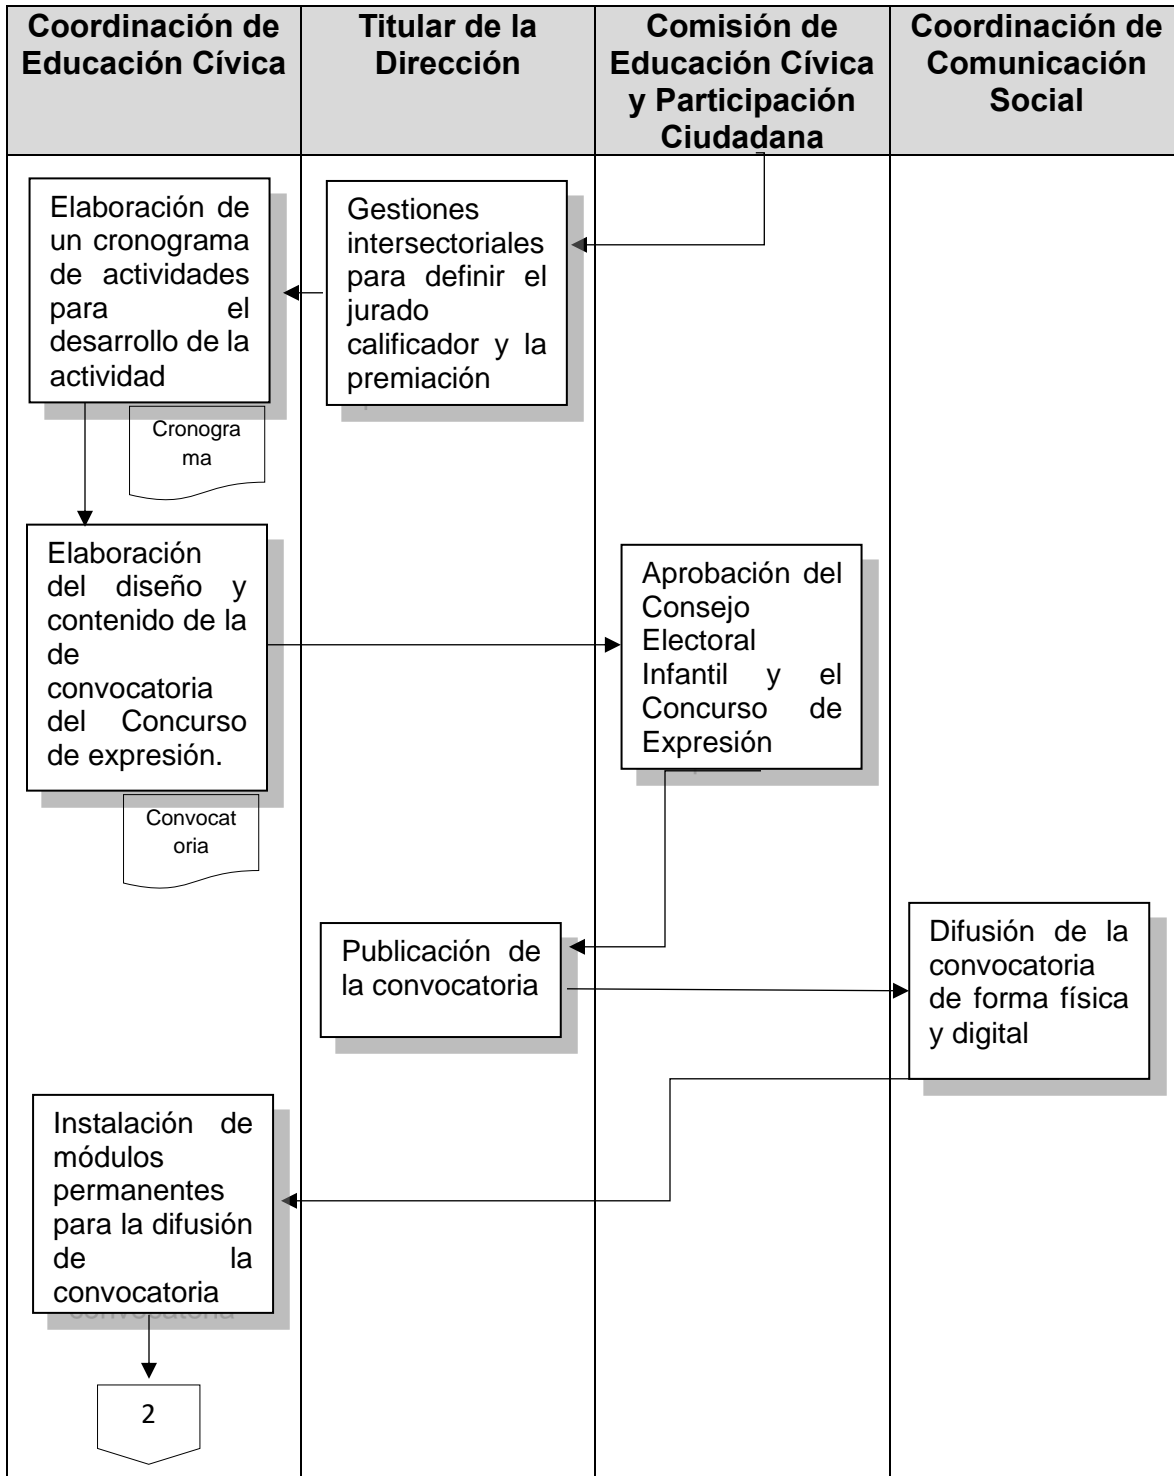 Coordinación de
Educación Cívica
Titular de la
Dirección
Comisión de
Educación Cívica
y Participación
Ciudadana
Coordinación de
Comunicación
Social
Elaboración de
un cronograma
de actividades
para el
desarrollo de la
actividad
Gestiones
intersectoriales
para definir el
jurado
calificador y la
premiación
Cronogra
ma
Elaboración
del diseño y
contenido de la
de
convocatoria
del Concurso
de expresión.
Aprobación del
Consejo
Electoral
Infantil y el
Concurso de
Expresión
Convocat
oria
Publicación de
la convocatoria
Difusión de la
convocatoria
de forma física
y digital
Instalación de
módulos
permanentes
para la difusión
de la
convocatoria
2